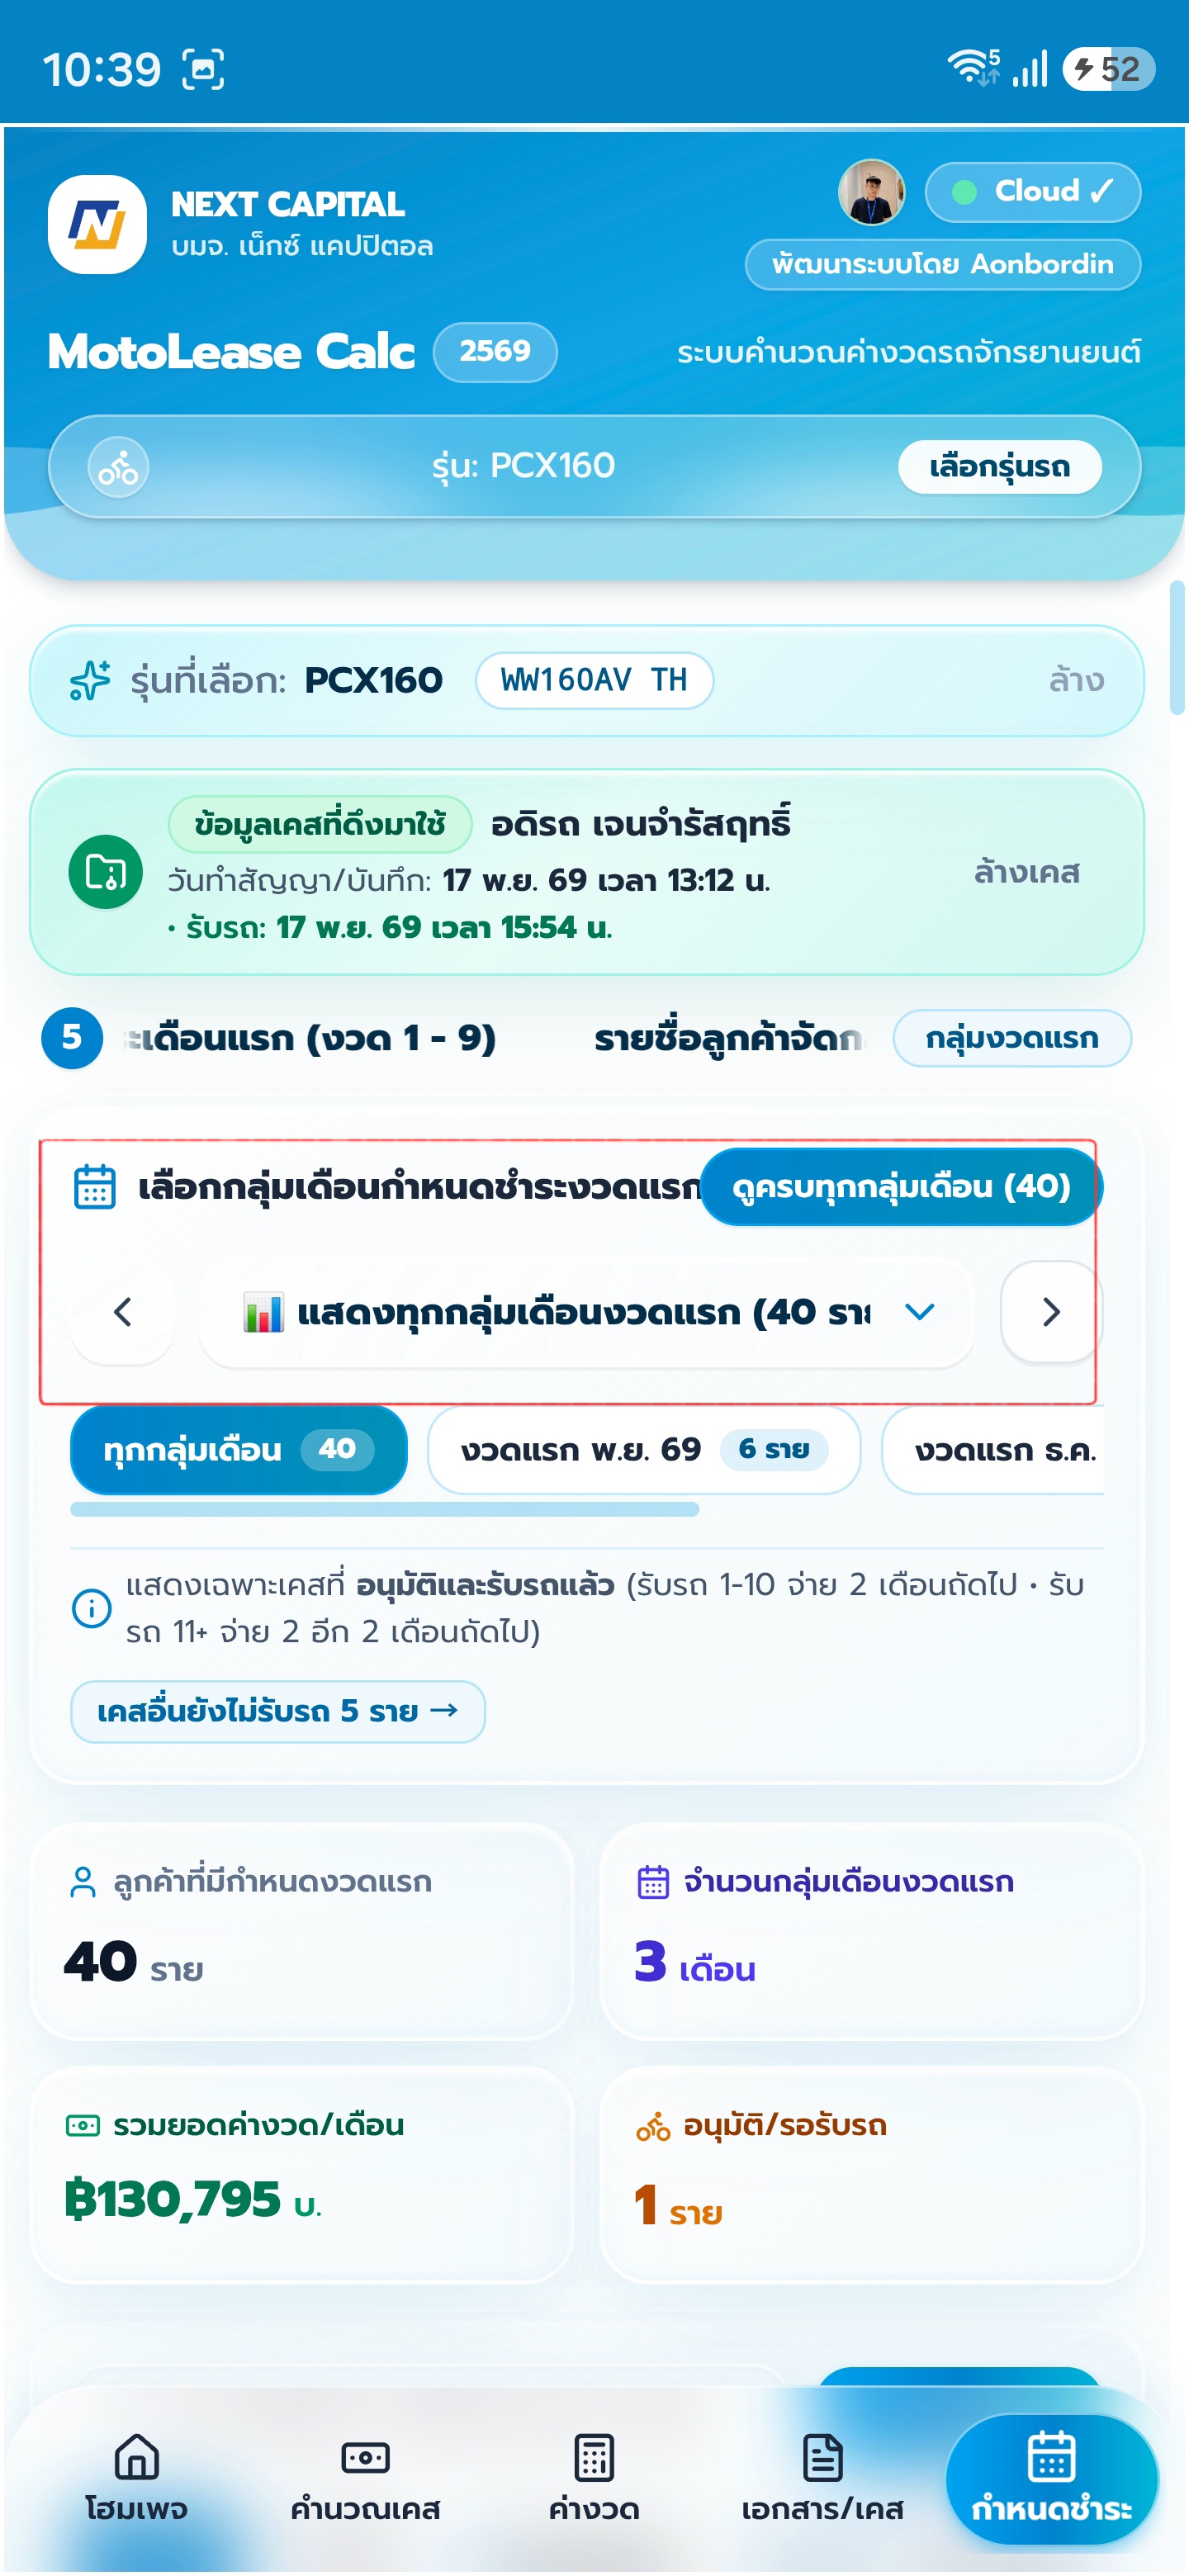 10:39
5
52
NEXT CAPITAL
บมจ. เน็กซ์ แคปปิตอล
Cloud ✓
พัฒนาระบบโดย Aonbordin
MotoLease Calc 2569
ระบบคำนวณค่างวดรถจักรยานยนต์
รุ่น: PCX160
เลือกรุ่นรถ
รุ่นที่เลือก: PCX160 WW160AV TH ล้าง
ข้อมูลเคสที่ดึงมาใช้ อดิรถ เจนจำรัสฤทธิ์
วันทำสัญญา/บันทึก: 17 พ.ย. 69 เวลา 13:12 น.
• รับรถ: 17 พ.ย. 69 เวลา 15:54 น.
ล้างเคส
5 ะเดือนแรก (งวด 1 - 9) รายชื่อลูกค้าจัดก กลุ่มงวดแรก
เลือกกลุ่มเดือนกำหนดชำระงวดแรก ดูครบทุกกลุ่มเดือน (40)
📊 แสดงทุกกลุ่มเดือนงวดแรก (40 ราย
ทุกกลุ่มเดือน 40 งวดแรก พ.ย. 69 6 ราย งวดแรก ธ.ค.
แสดงเฉพาะเคสที่ อนุมัติและรับรถแล้ว (รับรถ 1-10 จ่าย 2 เดือนถัดไป • รับ
รถ 11+ จ่าย 2 อีก 2 เดือนถัดไป)
เคสอื่นยังไม่รับรถ 5 ราย →
ลูกค้าที่มีกำหนดงวดแรก
40 ราย
จำนวนกลุ่มเดือนงวดแรก
3 เดือน
รวมยอดค่างวด/เดือน
฿130,795 บ.
อนุมัติ/รอรับรถ
1 ราย
โฮมเพจ คำนวณเคส ค่างวด เอกสาร/เคส กำหนดชำระ